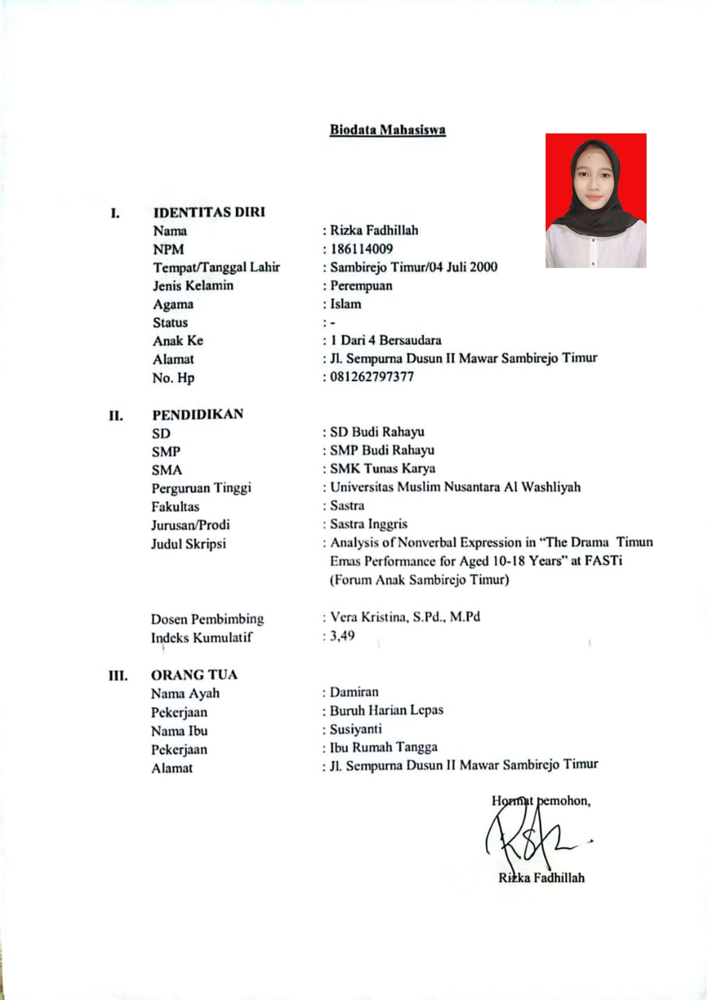 Biodata Mahasiswa
I. IDENTITAS DIRI
Nama : Rizka Fadhillah
NPM : 186114009
Tempat/Tanggal Lahir : Sambirejo Timur/04 Juli 2000
Jenis Kelamin : Perempuan
Agama : Islam
Status : -
Anak Ke : 1 Dari 4 Bersaudara
Alamat : Jl. Sempurna Dusun II Mawar Sambirejo Timur
No. Hp : 081262797377
II. PENDIDIKAN
SD : SD Budi Rahayu
SMP : SMP Budi Rahayu
SMA : SMK Tunas Karya
Perguruan Tinggi : Universitas Muslim Nusantara Al Washliyah
Fakultas : Sastra
Jurusan/Prodi : Sastra Inggris
Judul Skripsi : Analysis of Nonverbal Expression in “The Drama Timun
Emas Performance for Aged 10-18 Years” at FASTi
(Forum Anak Sambirejo Timur)
Dosen Pembimbing : Vera Kristina, S.Pd., M.Pd
Indeks Kumulatif : 3,49
III. ORANG TUA
Nama Ayah : Damiran
Pekerjaan : Buruh Harian Lepas
Nama Ibu : Susiyanti
Pekerjaan : Ibu Rumah Tangga
Alamat : Jl. Sempurna Dusun II Mawar Sambirejo Timur
Hormat pemohon,
Rizka Fadhillah